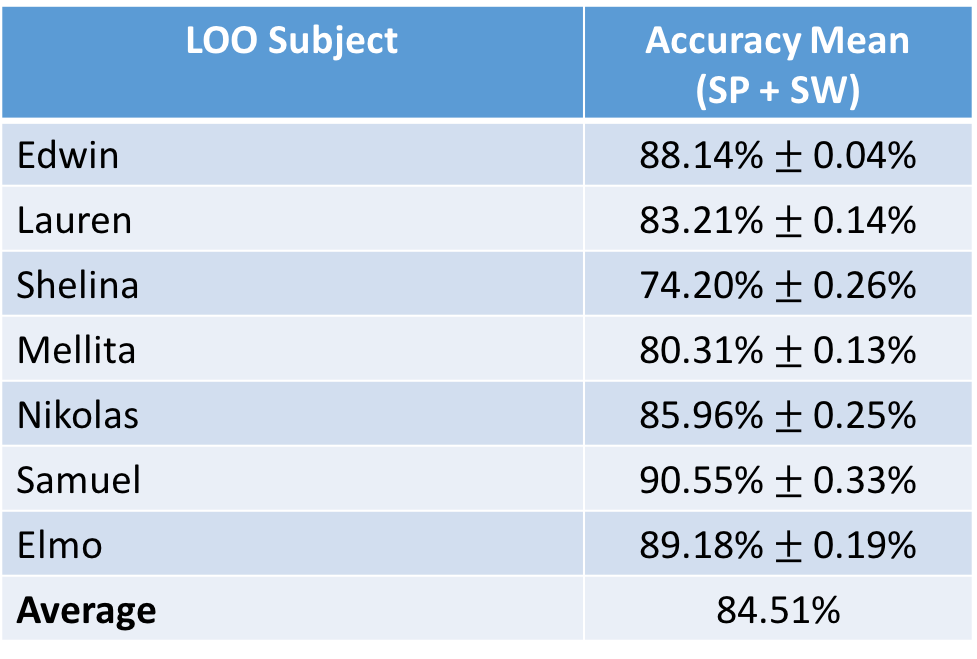 LOO Subject Accuracy Mean
(SP + SW)
Edwin 88.14% ± 0.04%
Lauren 83.21% ± 0.14%
Shelina 74.20% ± 0.26%
Mellita 80.31% ± 0.13%
Nikolas 85.96% ± 0.25%
Samuel 90.55% ± 0.33%
Elmo 89.18% ± 0.19%
Average 84.51%